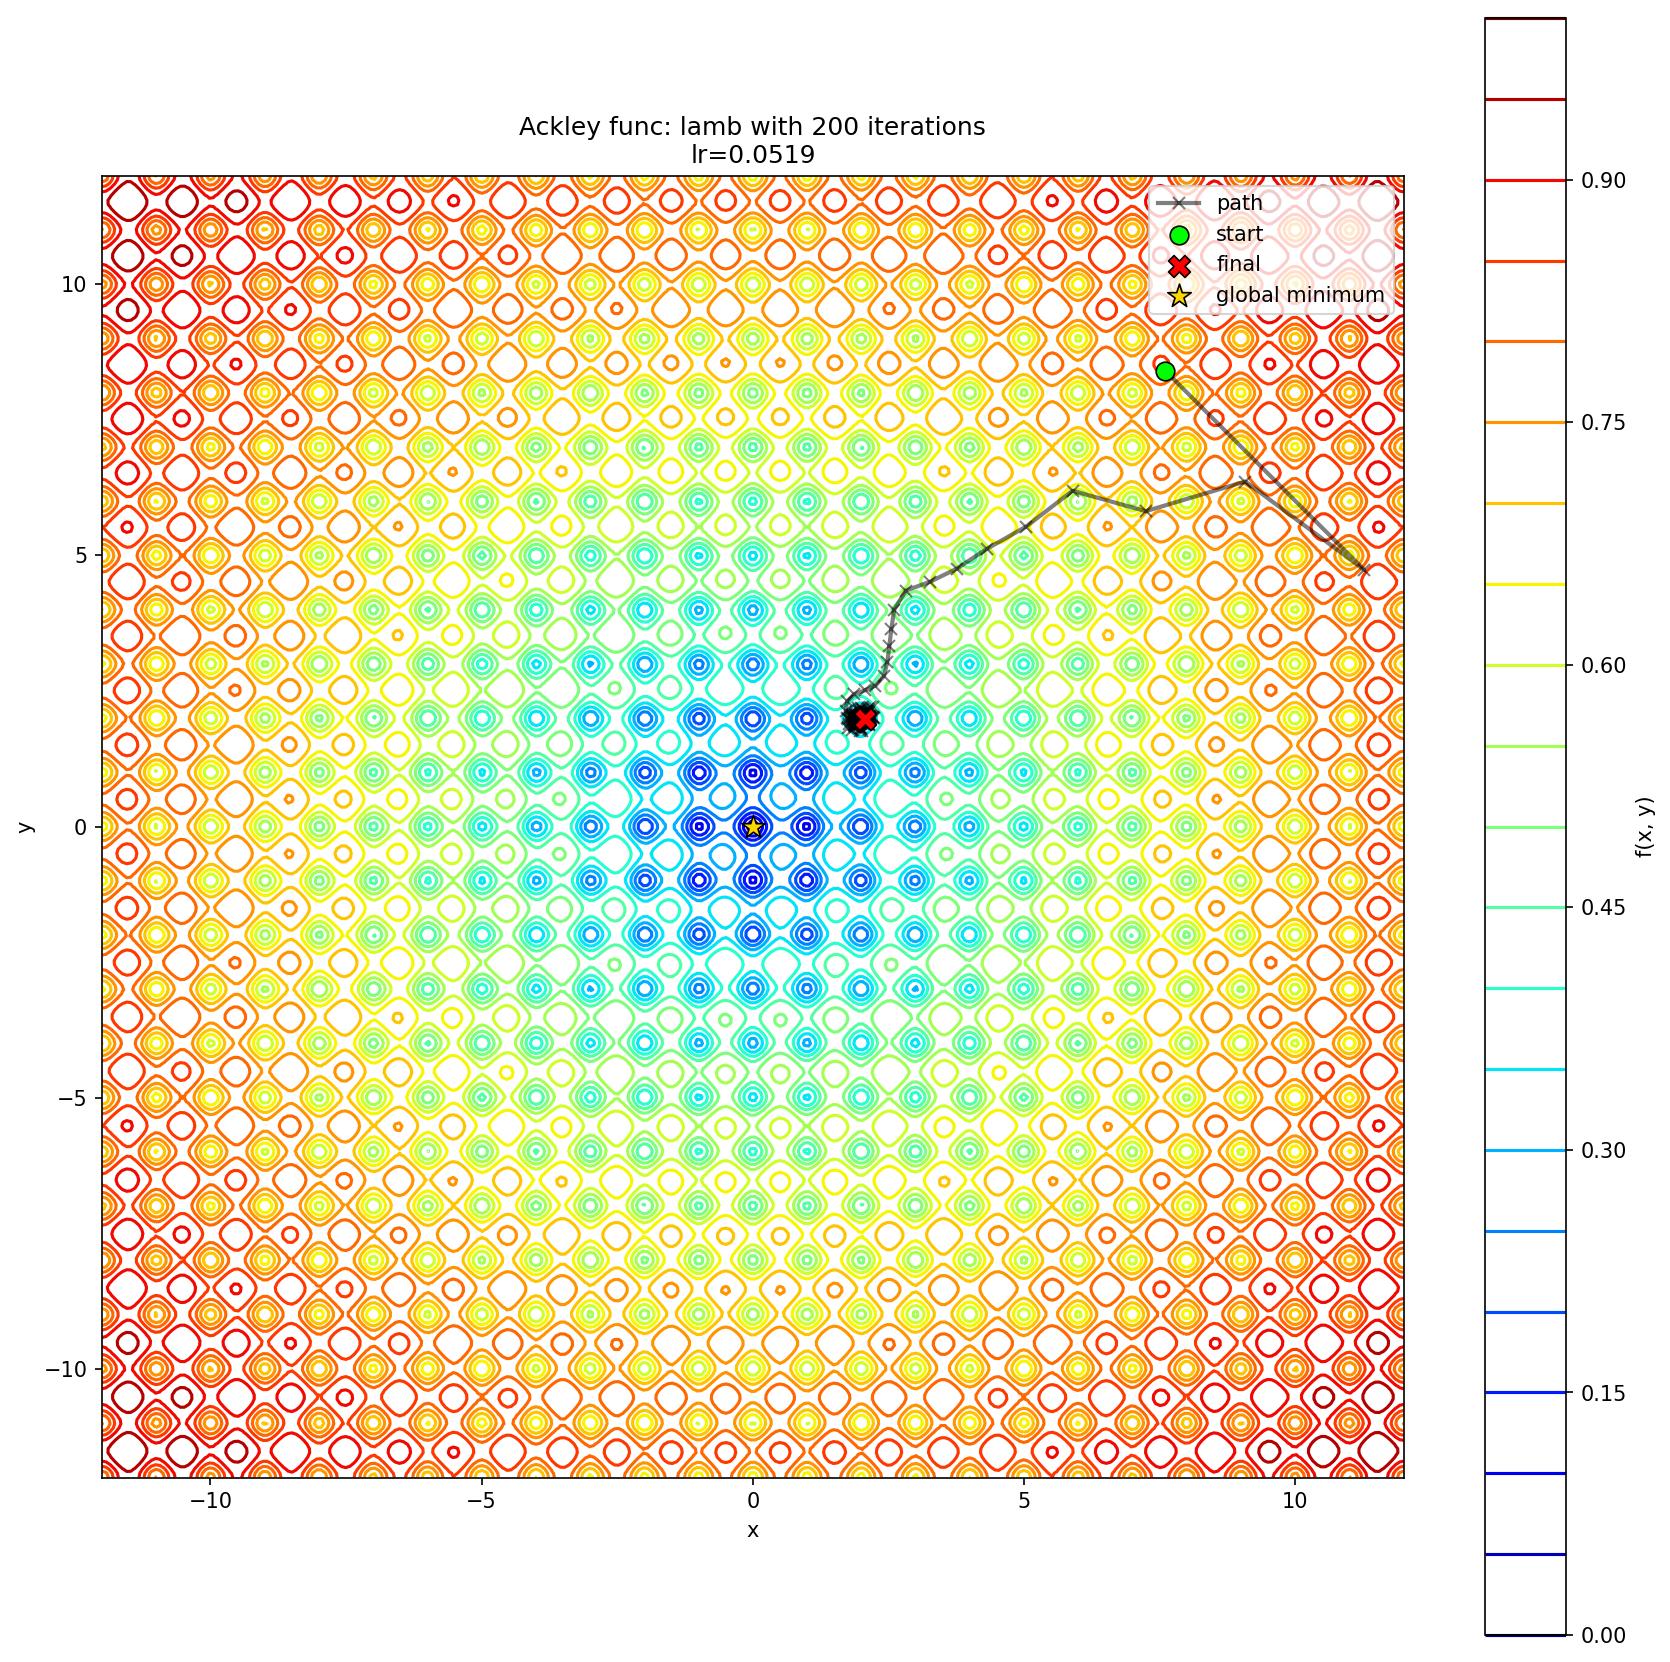 Ackley func: lamb with 200 iterations
lr=0.0519
path
start
final
global minimum
10
5
0
−5
−10
y
−10
−5
0
5
10
x
0.90
0.75
0.60
0.45
0.30
0.15
0.00
f(x, y)